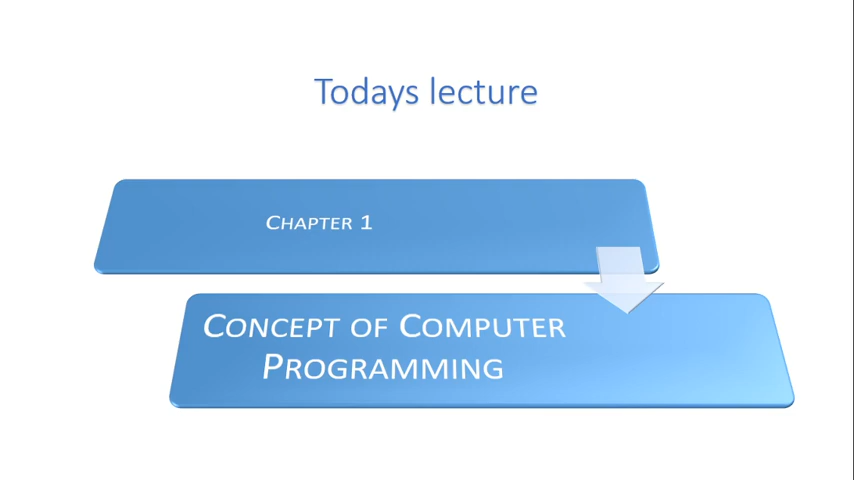 Todays lecture
CHAPTER 1
CONCEPT OF COMPUTER
PROGRAMMING